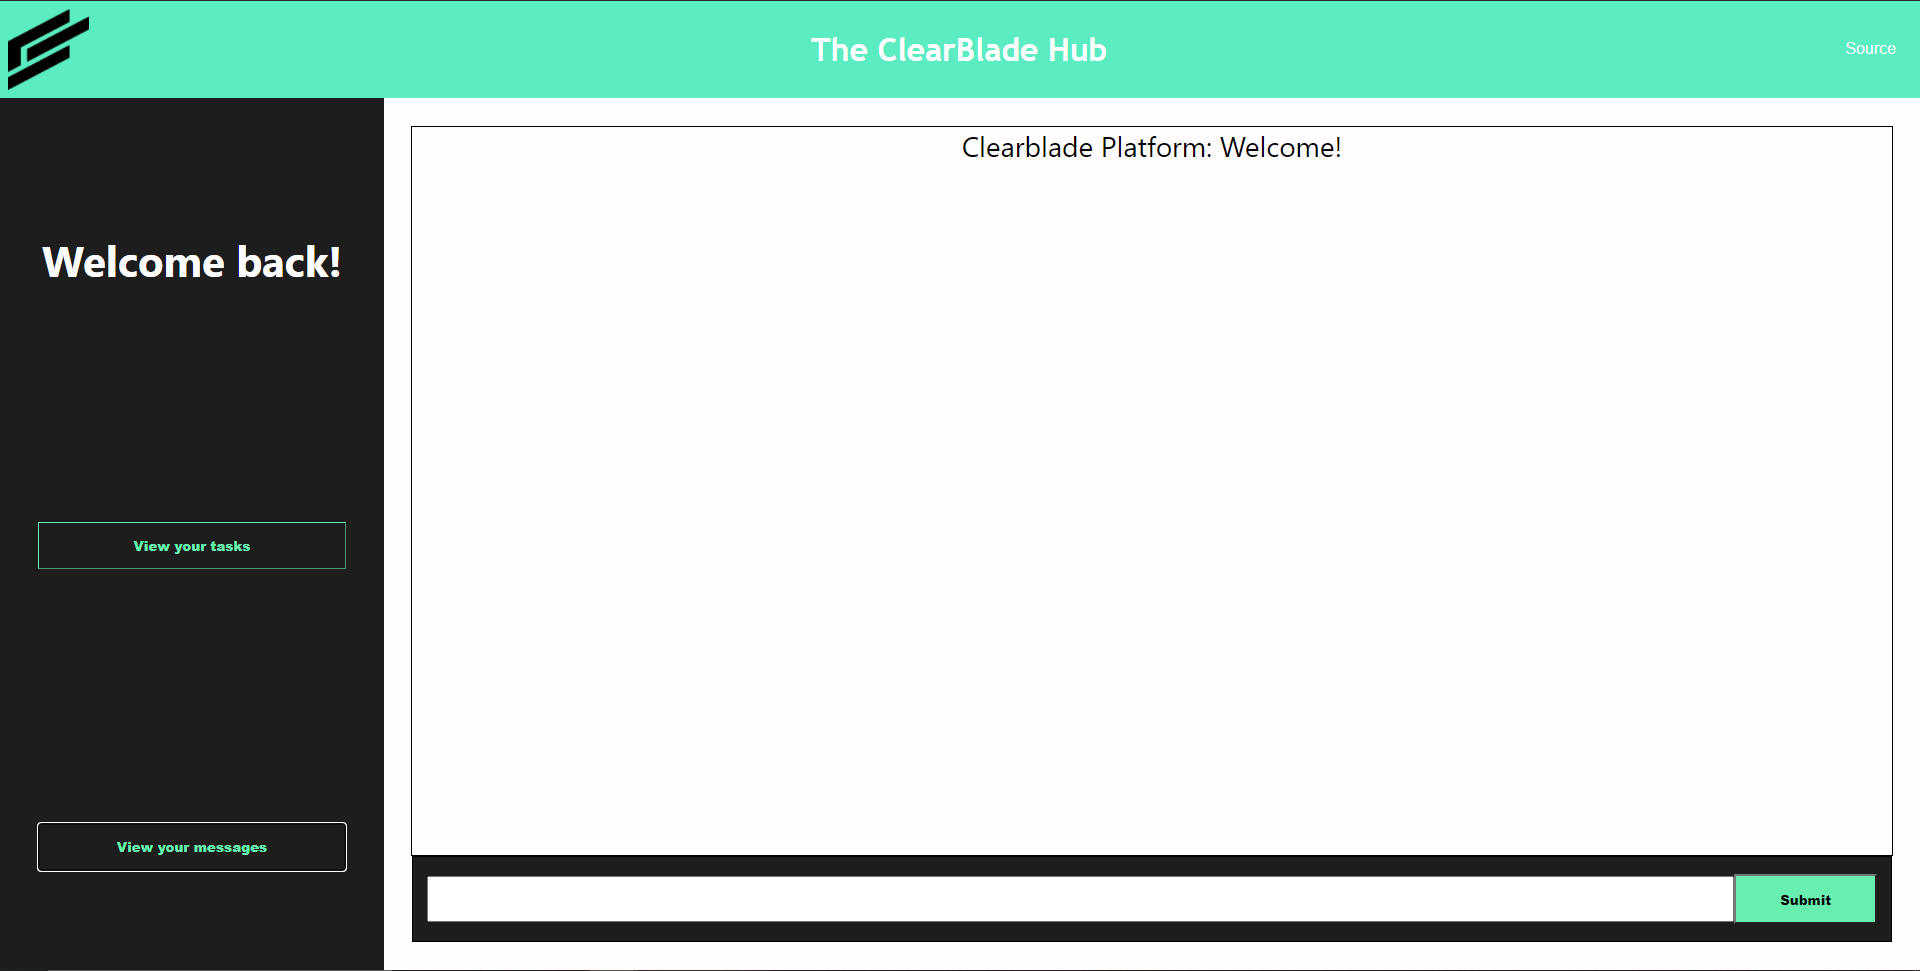 The ClearBlade Hub
Source
Welcome back!
View your tasks
View your messages
Clearblade Platform: Welcome!
Submit